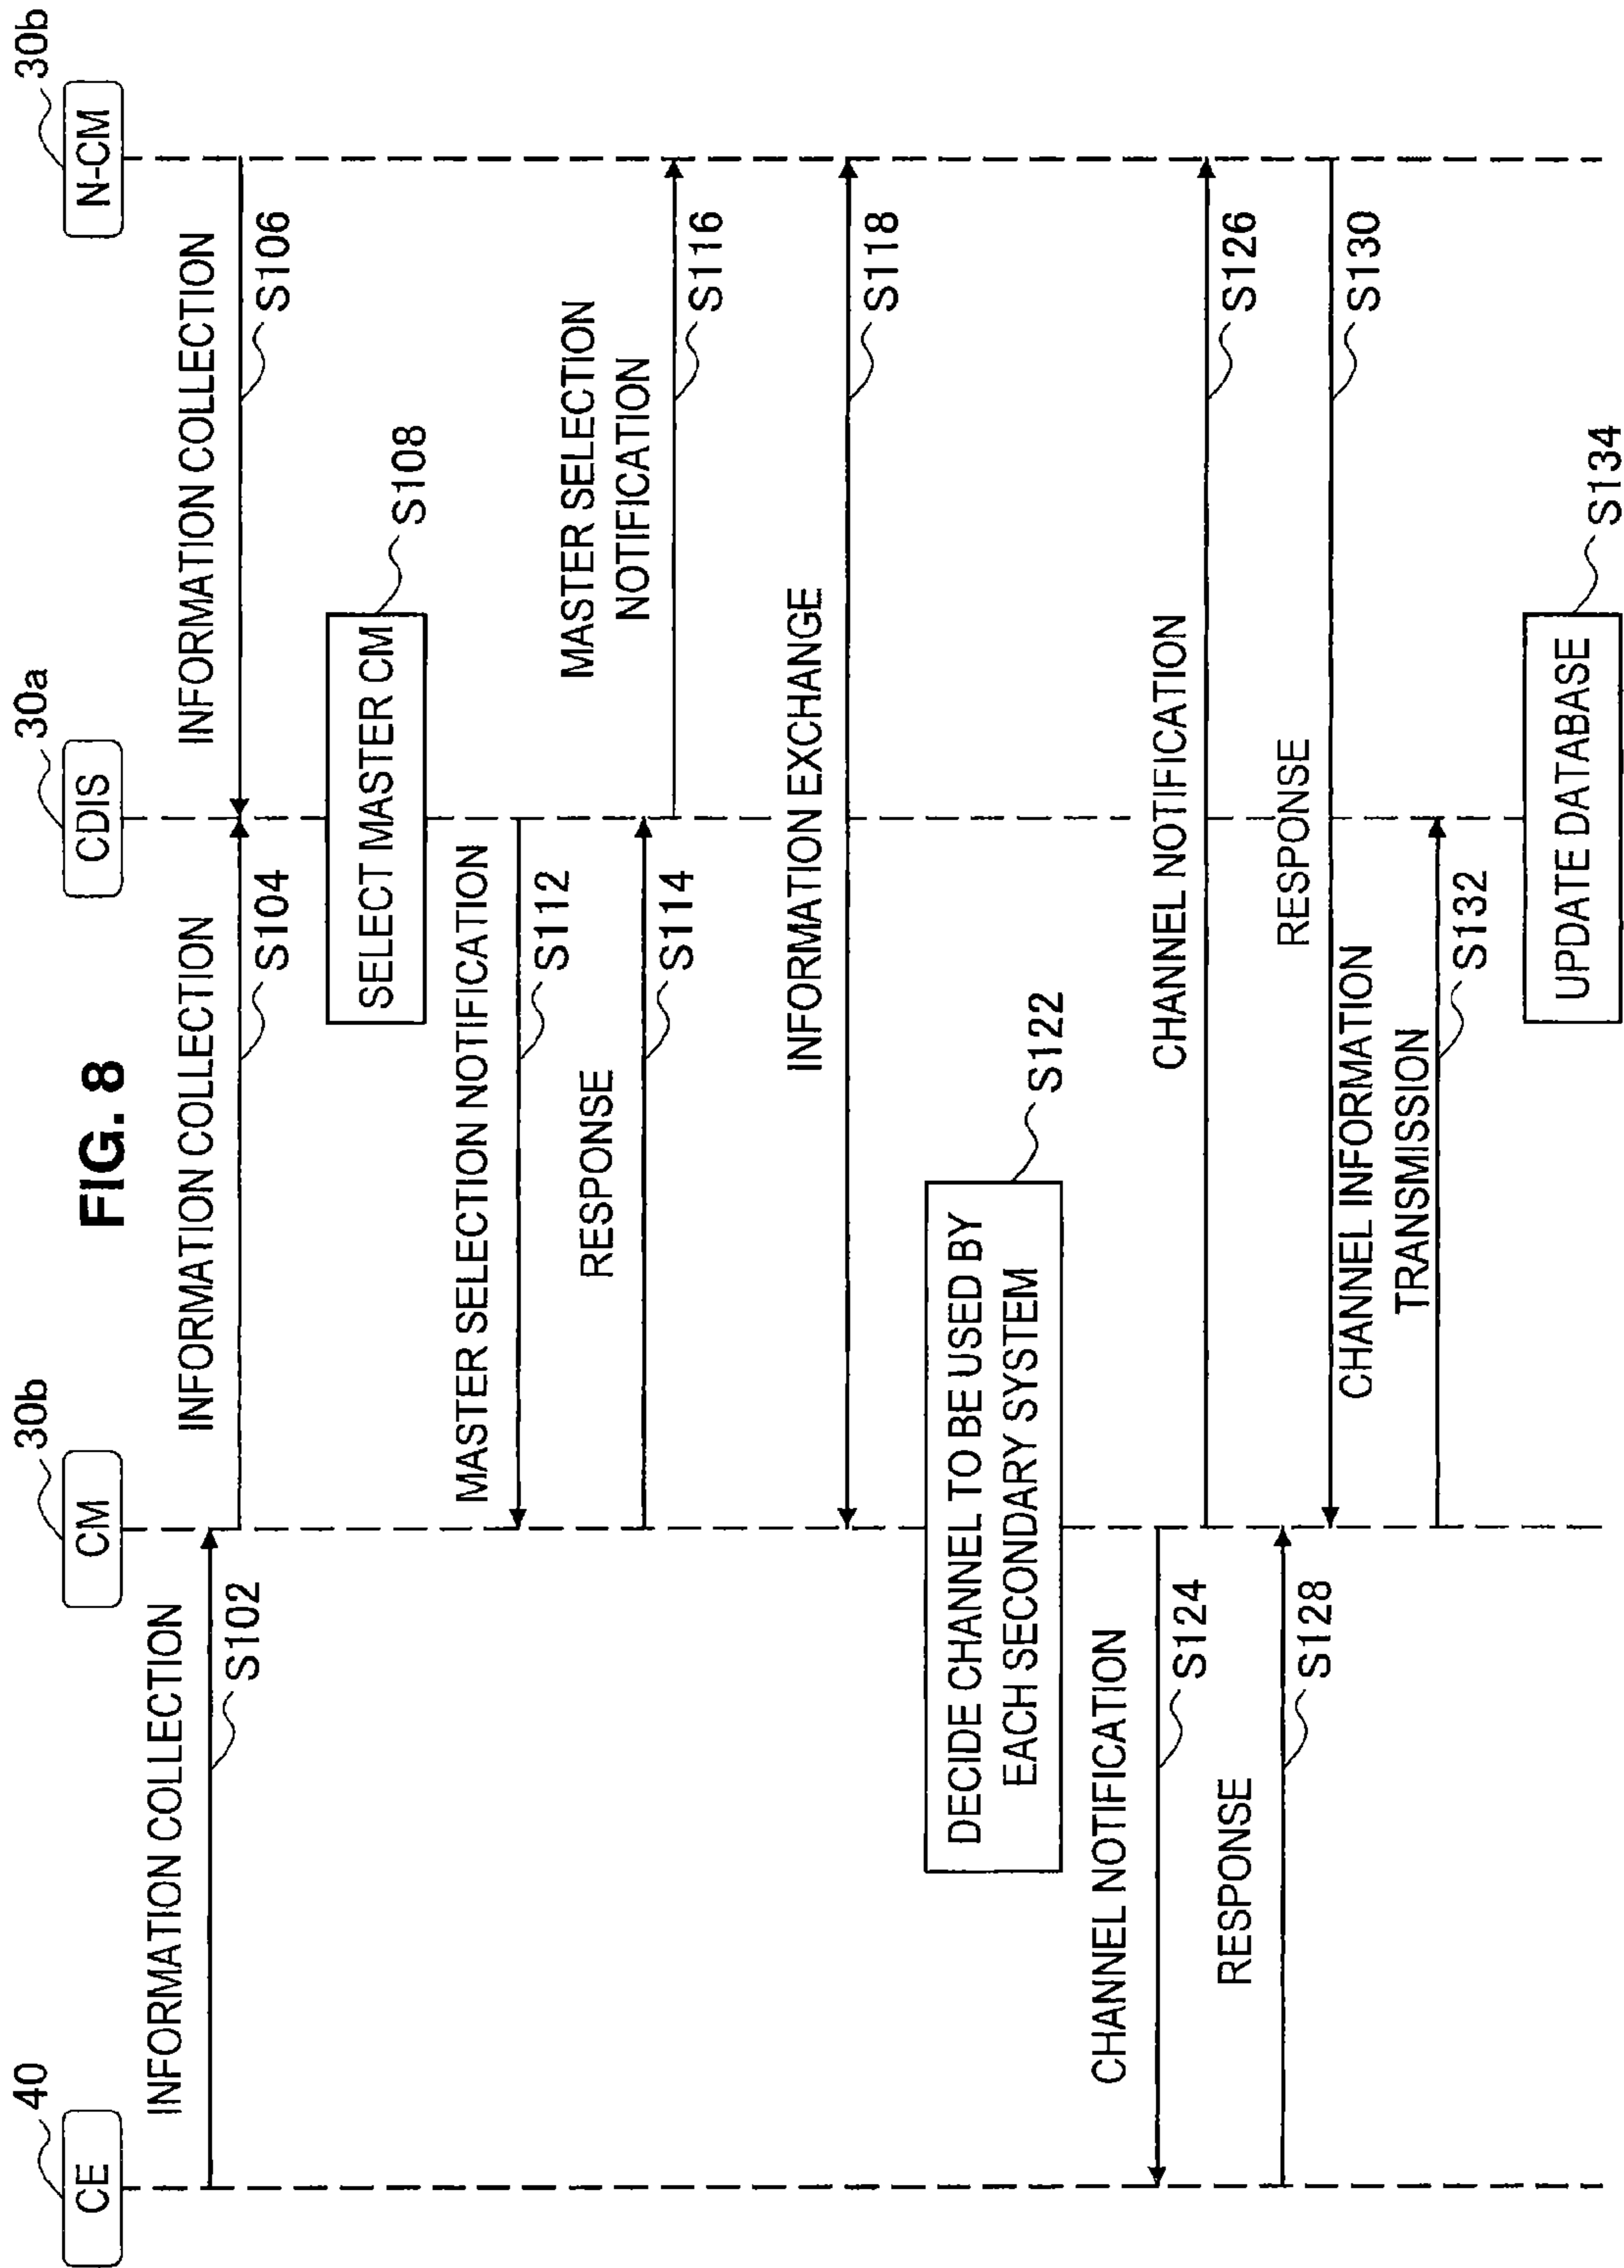 FIG. 8
40
30b
30a
30b
CE
CM
CDIS
N-CM
INFORMATION COLLECTION
S102
INFORMATION COLLECTION
S104
INFORMATION COLLECTION
S106
SELECT MASTER CM
S108
MASTER SELECTION NOTIFICATION
S112
RESPONSE
S114
MASTER SELECTION
NOTIFICATION
S116
INFORMATION EXCHANGE
S118
DECIDE CHANNEL TO BE USED BY
EACH SECONDARY SYSTEM
S122
CHANNEL NOTIFICATION
S124
CHANNEL NOTIFICATION
S126
RESPONSE
S128
RESPONSE
S130
CHANNEL INFORMATION
TRANSMISSION
S132
UPDATE DATABASE
S134